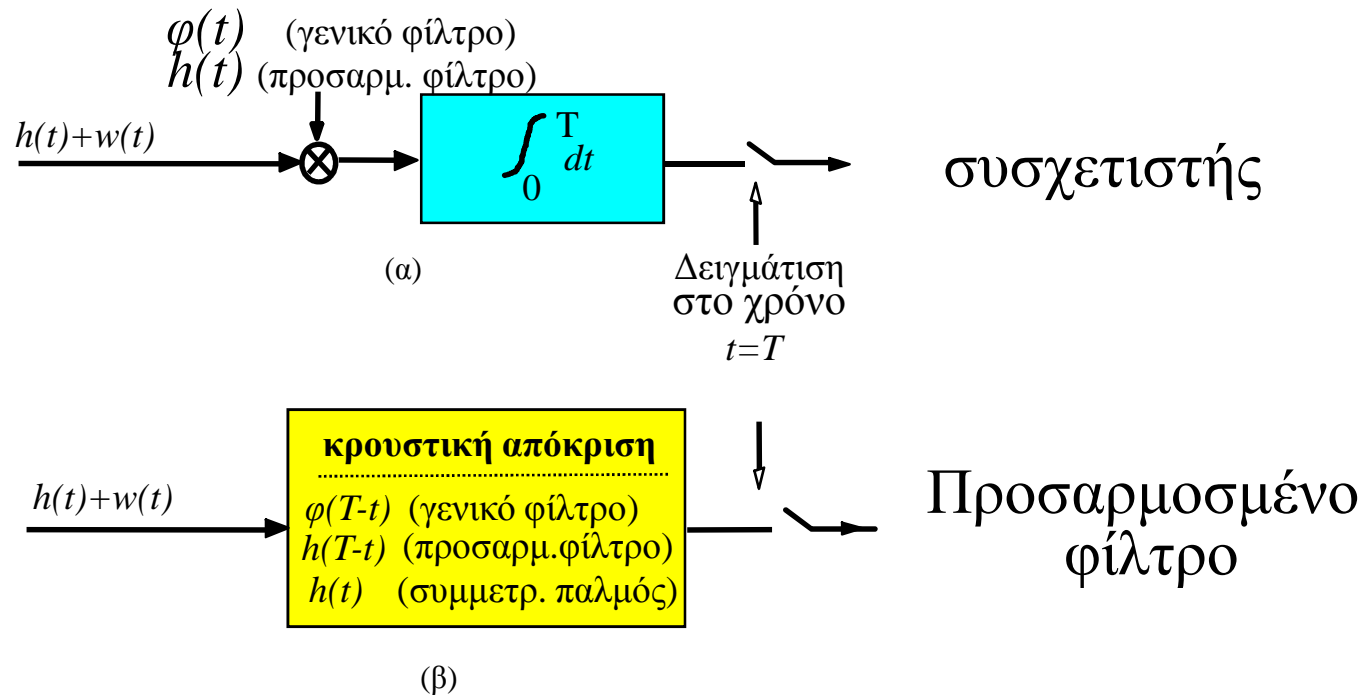 φ(t) (γενικό φίλτρο)
h(t) (προσαρμ. φίλτρο)
h(t)+w(t)
∫ T
0 dt
συσχετιστής
(α)
Δειγμάτιση
στο χρόνο
t=T
κρουστική απόκριση
h(t)+w(t)
φ(T-t) (γενικό φίλτρο)
h(T-t) (προσαρμ.φίλτρο)
h(t) (συμμετρ. παλμός)
Προσαρμοσμένο
φίλτρο
(β)